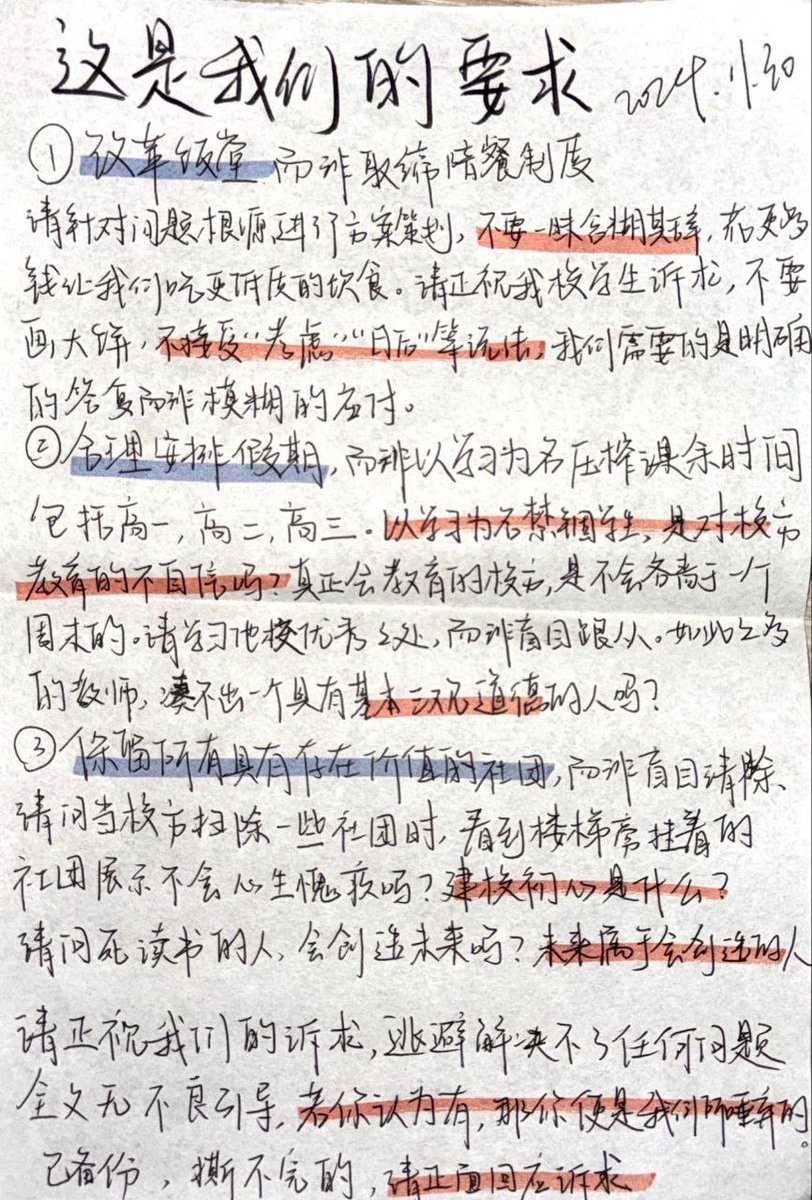 这是我们的要求 2024.11.30
① 改革饭堂 而非取缔陪餐制度
请针对问题根源进行方案策划，不要一味含糊其辞，花更多
钱让我们吃更低质的饮食。请正视我校学生诉求，不要
画大饼，不接受“考虑”“日后”等说法，我们需要的是明确
的答复而非模糊的应付。
② 合理安排假期，而非以学习为名压榨课余时间
包括高一，高二，高三。以学习为名禁锢学生，是对校方
教育的不自信吗？真正会教育的校方，是不会吝啬于一个
周末的。请学习他校优秀之处，而非盲目跟从。如此之多
的教师，凑不出一个具有基本 道德的人吗？
③ 保留所有具有存在价值的社团，而非盲目清除、
请问当校方扫除一些社团时，看到楼梯旁挂着的
社团展示不会心生愧疚吗？建校初心是什么？
请问死读书的人，会创造未来吗？未来属于会创造的人
请正视我们的诉求，逃避解决不了任何问题
全文无不良引导，若你认为有，那你便是我们所唾弃的。
已备份，撕不完的，请正面回应诉求